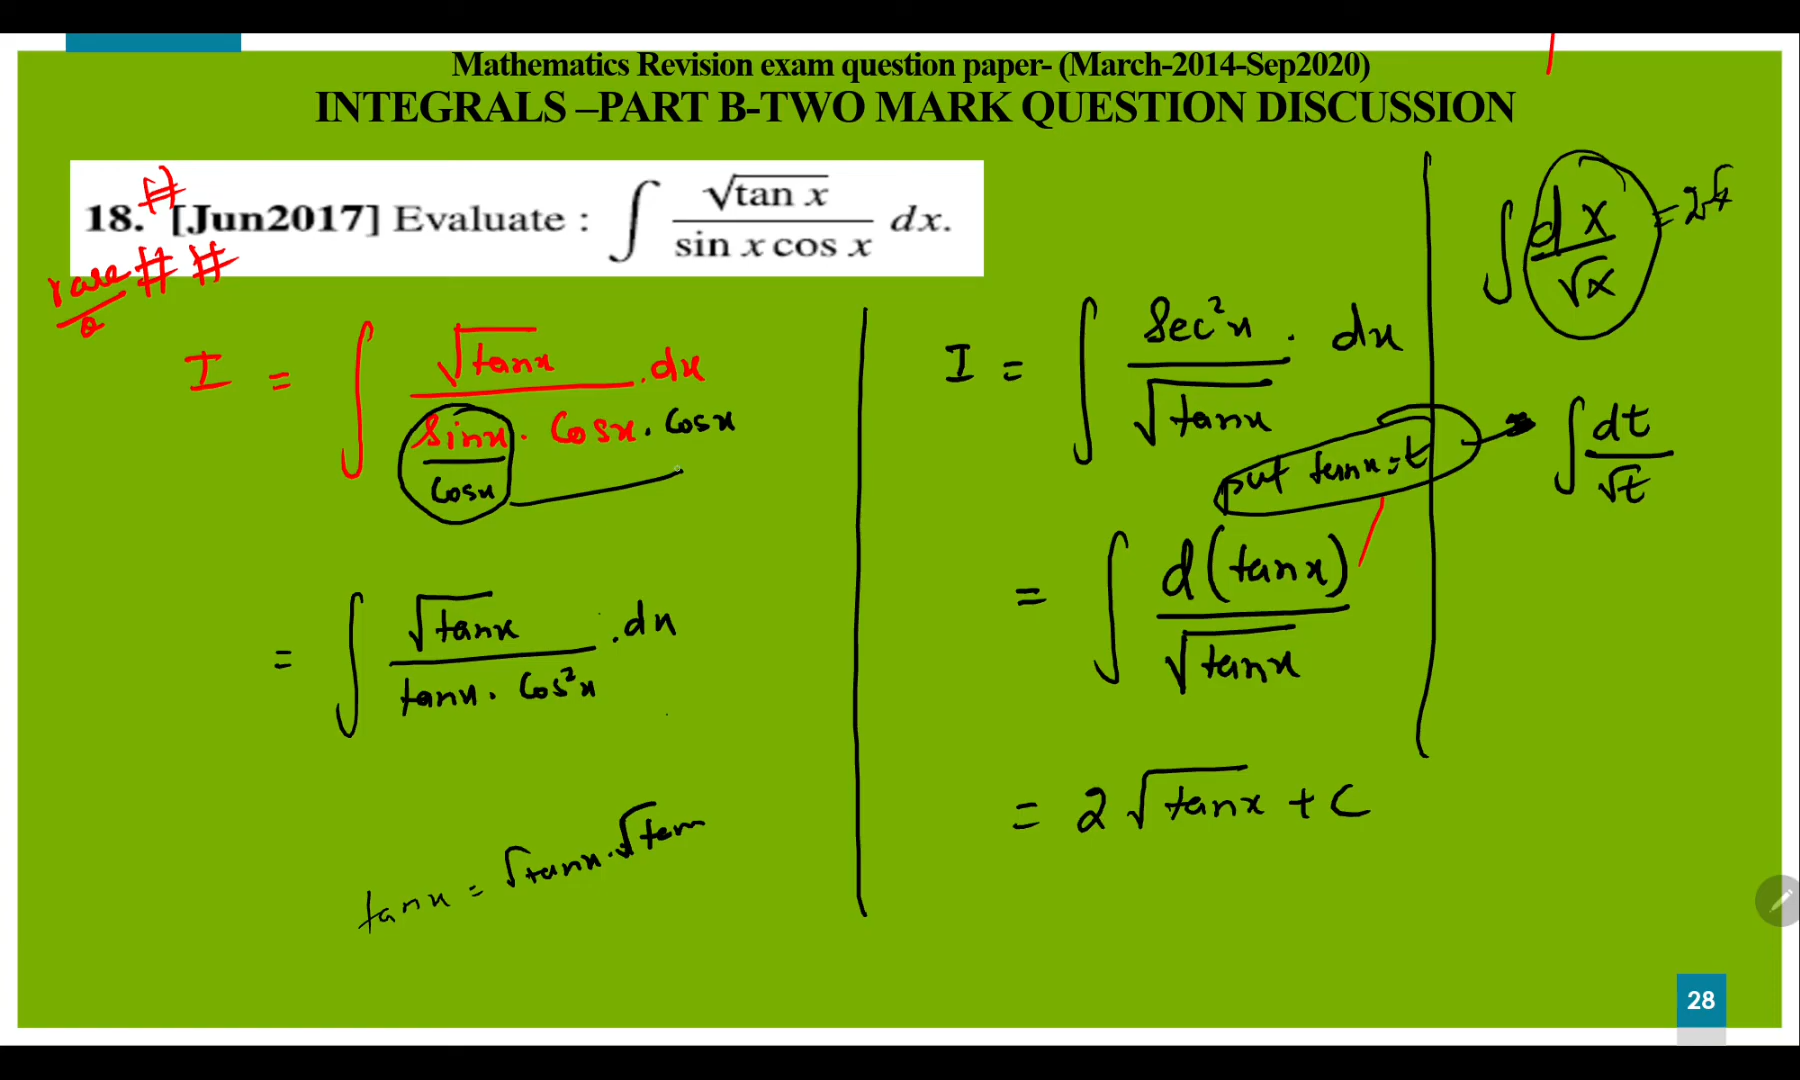 Mathematics Revision exam question paper- (March-2014-Sep2020)
INTEGRALS –PART B-TWO MARK QUESTION DISCUSSION
18. [Jun2017] Evaluate : ∫ √tan x / sin x cos x dx.
rare # #
I = ∫ √tanx / sinx/cosx . cosx . cosx . dx
= ∫ √tanx / tanx . cos²x . dx
tanx = √tanx . √tan
I = ∫ sec²x / √tanx . dx
put tanx = t
= ∫ d(tanx) / √tanx
= 2√tanx + c
∫ dx / √x = 2√x
∫ dt / √t
28